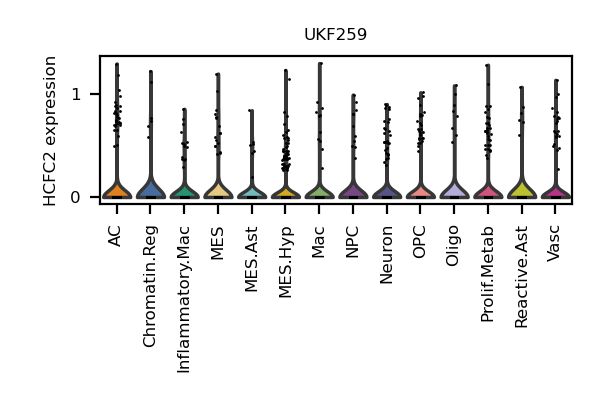 UKF259
HCFC2 expression
1
0
AC
Chromatin.Reg
Inflammatory.Mac
MES
MES.Ast
MES.Hyp
Mac
NPC
Neuron
OPC
Oligo
Prolif.Metab
Reactive.Ast
Vasc